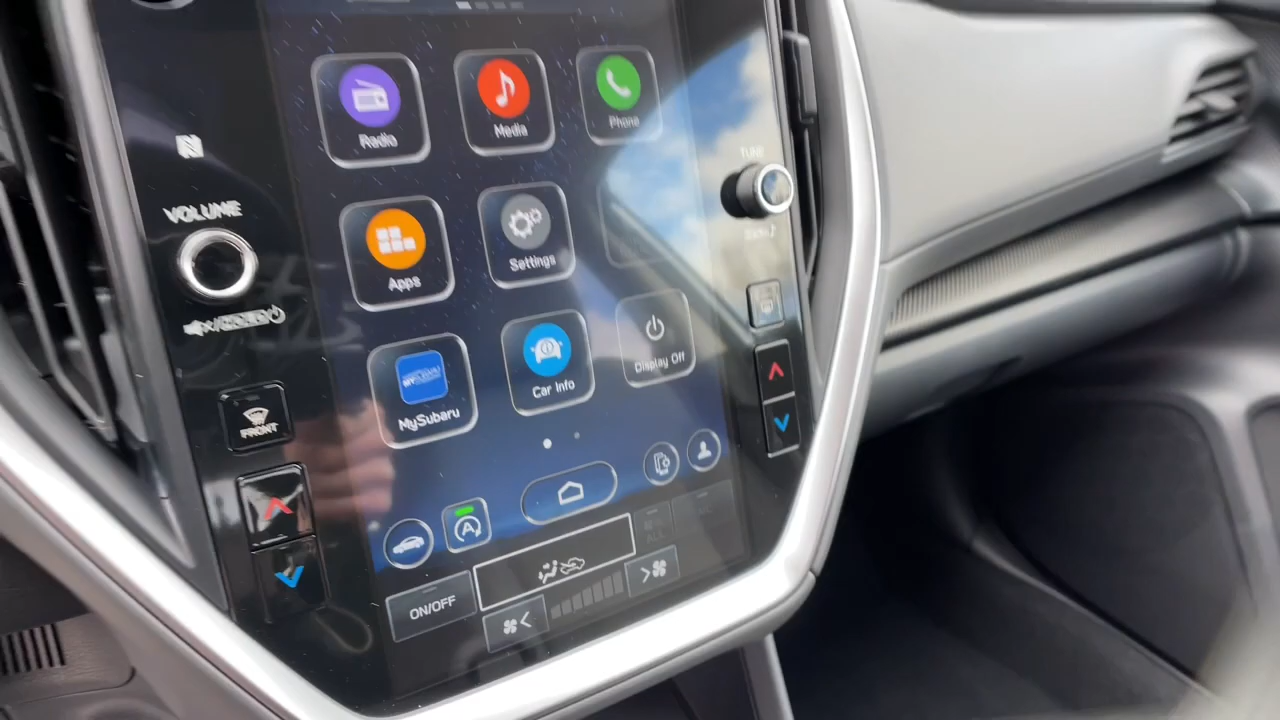 Radio
Media
Phone
VOLUME
TUNE
Apps
Settings
MySubaru
Car Info
Display Off
FRONT
A
ON/OFF